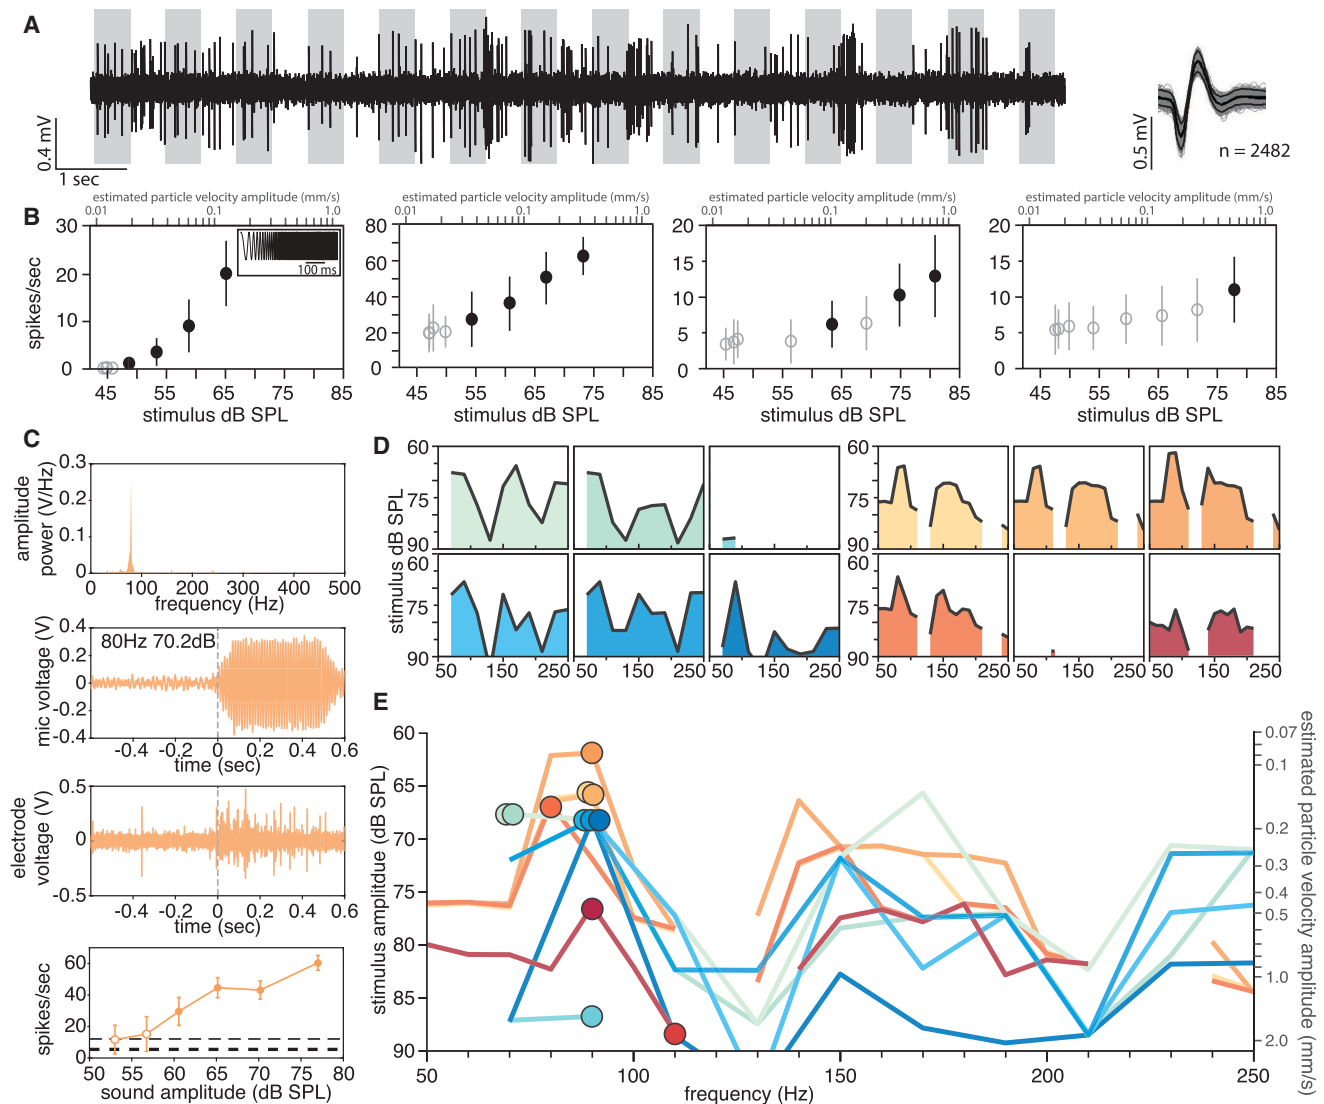 A
0.4 mV
1 sec
0.5 mV
n = 2482
B
estimated particle velocity amplitude (mm/s)
0.01 0.1 1.0
estimated particle velocity amplitude (mm/s)
0.01 0.1 1.0
estimated particle velocity amplitude (mm/s)
0.01 0.1 1.0
estimated particle velocity amplitude (mm/s)
0.01 0.1 1.0
spikes/sec
30
20
10
0
100 ms
45 55 65 75 85
stimulus dB SPL
80
60
40
20
0
45 55 65 75 85
stimulus dB SPL
20
15
10
5
0
45 55 65 75 85
stimulus dB SPL
20
15
10
5
0
45 55 65 75 85
stimulus dB SPL
C
amplitude
power (V/Hz)
0.3
0.2
0.1
0
0 100 200 300 400 500
frequency (Hz)
80Hz 70.2dB
mic voltage (V)
0.4
0.2
0
-0.2
-0.4
-0.4 -0.2 0 0.2 0.4 0.6
time (sec)
electrode
voltage (V)
0.5
0
-0.5
-0.4 -0.2 0 0.2 0.4 0.6
time (sec)
spikes/sec
60
40
20
0
50 55 60 65 70 75 80
sound amplitude (dB SPL)
D
stimulus dB SPL
60
75
90
60
75
90
50 150 250
50 150 250
50 150 250
60
75
90
60
75
90
50 150 250
50 150 250
50 150 250
E
stimulus amplitdue (dB SPL)
60
65
70
75
80
85
90
50 100 150 200 250
frequency (Hz)
0.07
0.1
0.2
0.3
0.4
0.5
1.0
2.0
estimated particle velocity amplitude (mm/s)